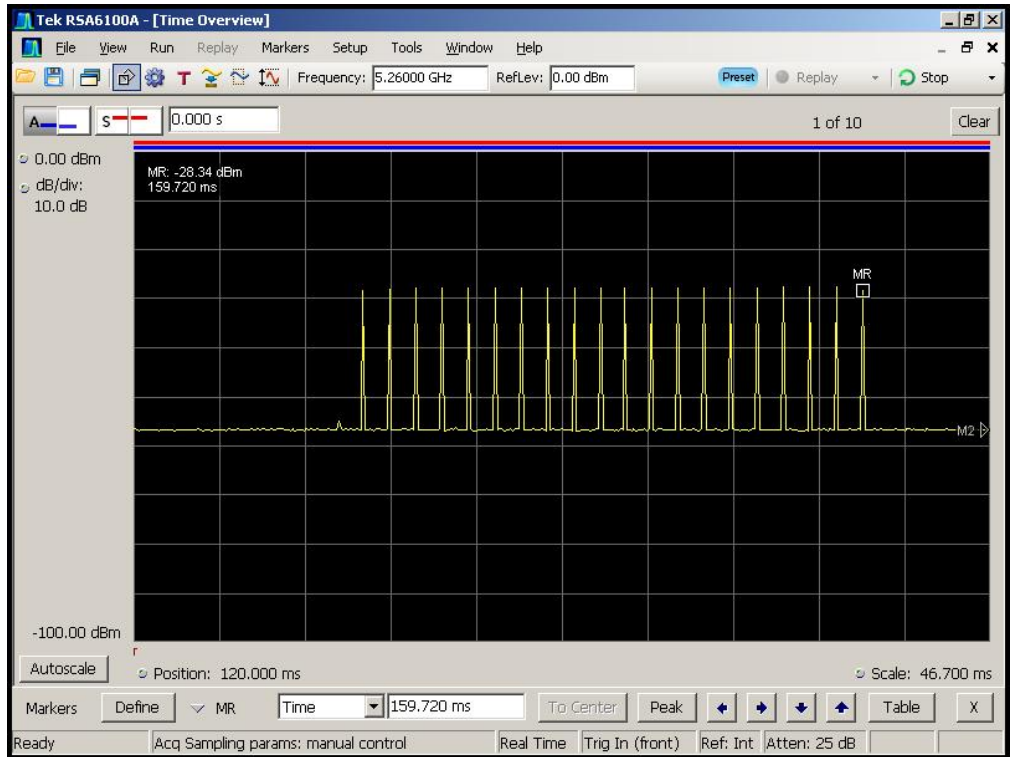 Tek RSA6100A - [Time Overview]
File View Run Replay Markers Setup Tools Window Help
T Frequency: 5.26000 GHz RefLev: 0.00 dBm Preset Replay Stop
A S 0.000 s 1 of 10 Clear
0.00 dBm
dB/div:
10.0 dB
MR: -28.34 dBm
159.720 ms
MR
M2
-100.00 dBm
r
Autoscale Position: 120.000 ms Scale: 46.700 ms
Markers Define MR Time 159.720 ms To Center Peak Table X
Ready Acq Sampling params: manual control Real Time Trig In (front) Ref: Int Atten: 25 dB